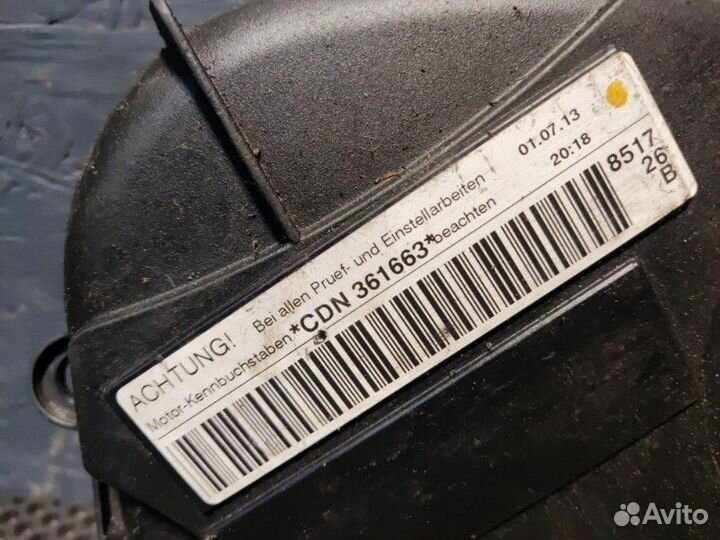 ACHTUNG! Bei allen Pruef- und Einstellarbeiten 01.07.13
Motor-Kennbuchstaben *CDN 361663* beachten 20:18
8517
26
B
Avito